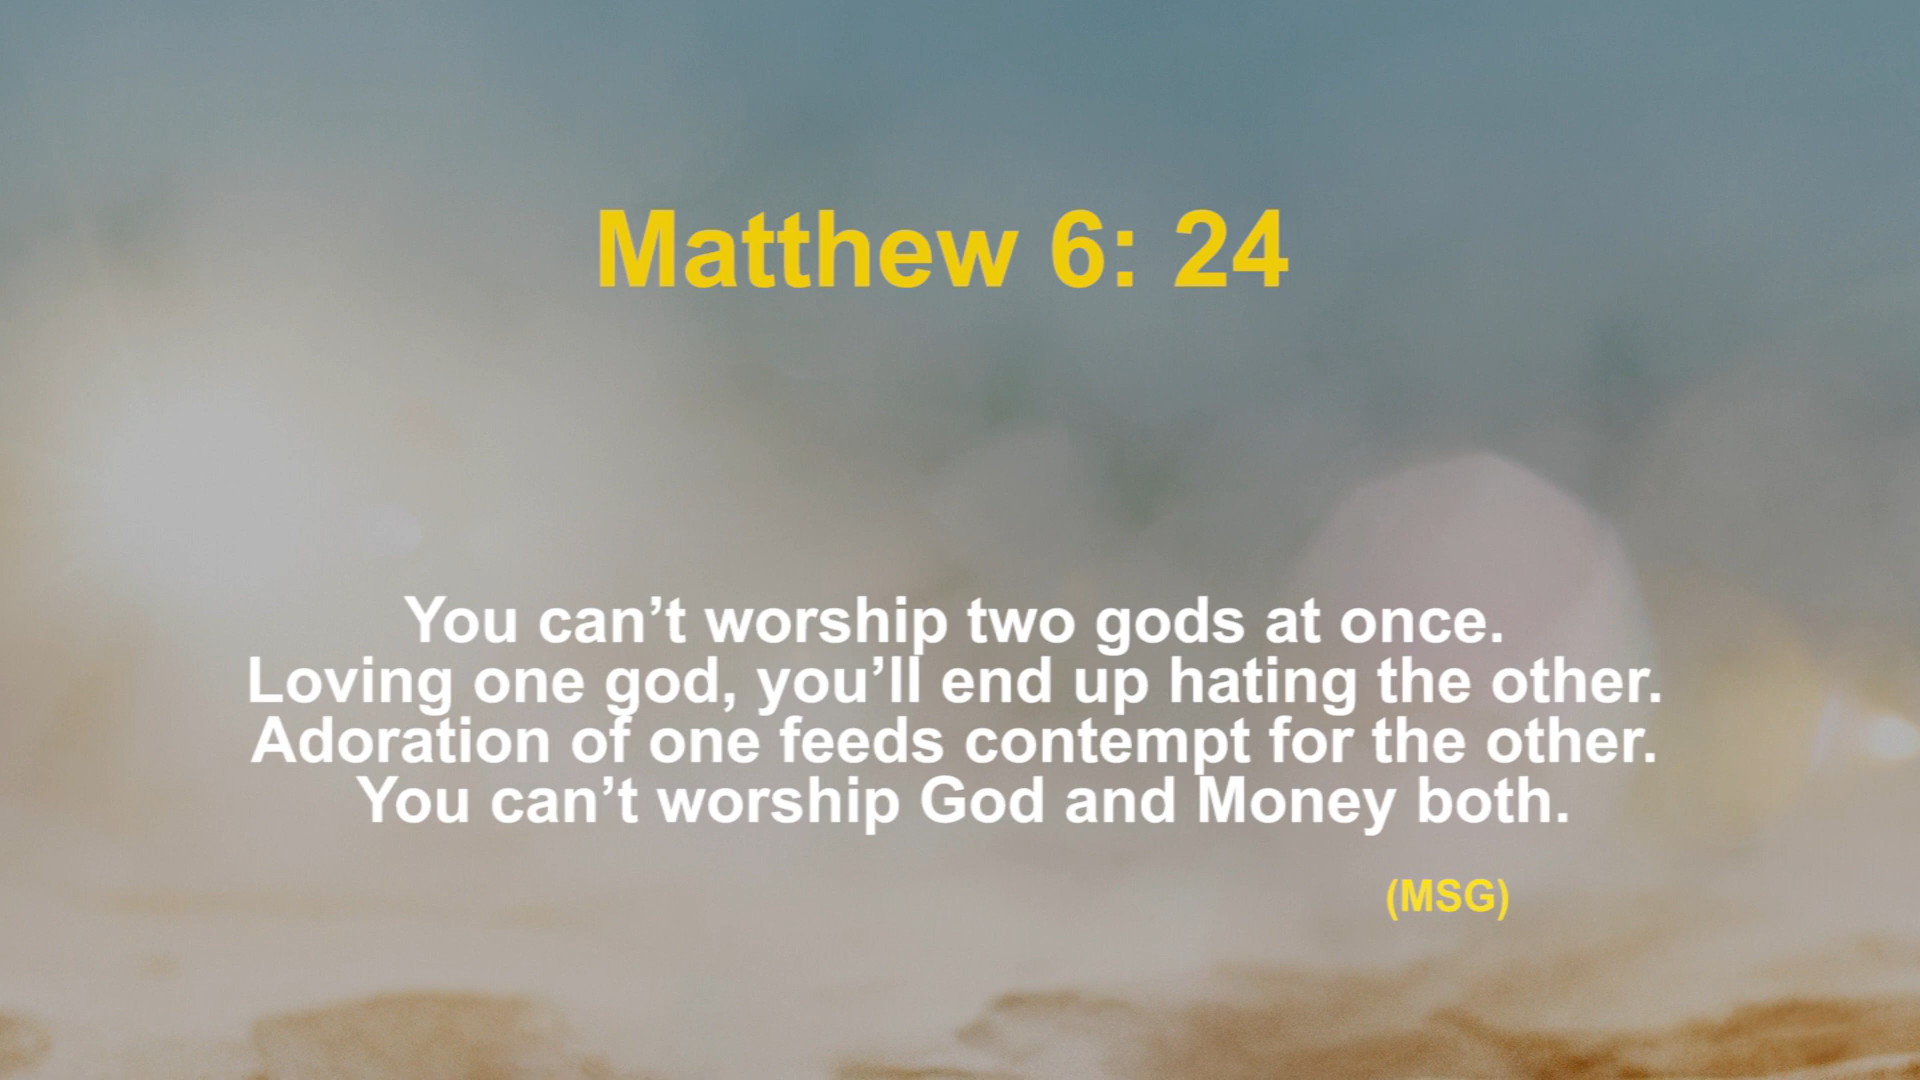 Matthew 6: 24
You can’t worship two gods at once.
Loving one god, you’ll end up hating the other.
Adoration of one feeds contempt for the other.
You can’t worship God and Money both.
(MSG)